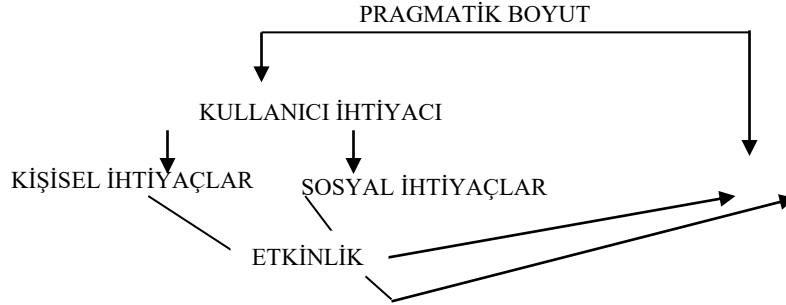 PRAGMATİK BOYUT
KULLANICI İHTİYACI
KİŞİSEL İHTİYAÇLAR
SOSYAL İHTİYAÇLAR
ETKİNLİK